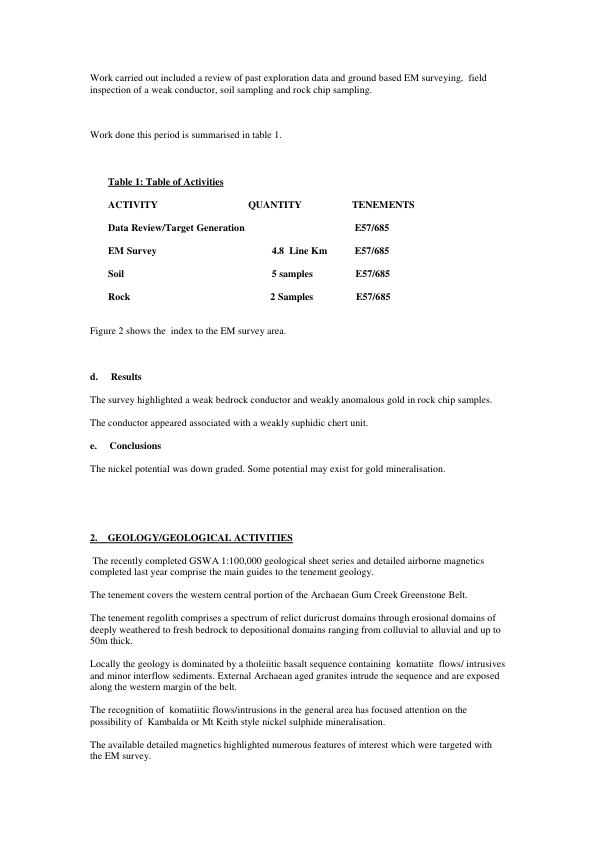 Work carried out included a review of past exploration data and ground based EM surveying,  field
inspection of a weak conductor, soil sampling and rock chip sampling.
Work done this period is summarised in table 1.
Table 1: Table of Activities
ACTIVITY QUANTITY TENEMENTS
Data Review/Target Generation E57/685
EM Survey 4.8  Line Km E57/685
Soil 5 samples E57/685
Rock 2 Samples E57/685
Figure 2 shows the  index to the EM survey area.
d. Results
The survey highlighted a weak bedrock conductor and weakly anomalous gold in rock chip samples.
The conductor appeared associated with a weakly suphidic chert unit.
e. Conclusions
The nickel potential was down graded. Some potential may exist for gold mineralisation.
2. GEOLOGY/GEOLOGICAL ACTIVITIES
The recently completed GSWA 1:100,000 geological sheet series and detailed airborne magnetics
completed last year comprise the main guides to the tenement geology.
The tenement covers the western central portion of the Archaean Gum Creek Greenstone Belt.
The tenement regolith comprises a spectrum of relict duricrust domains through erosional domains of
deeply weathered to fresh bedrock to depositional domains ranging from colluvial to alluvial and up to
50m thick.
Locally the geology is dominated by a tholeiitic basalt sequence containing  komatiite  flows/ intrusives
and minor interflow sediments. External Archaean aged granites intrude the sequence and are exposed
along the western margin of the belt.
The recognition of  komatiitic flows/intrusions in the general area has focused attention on the
possibility of  Kambalda or Mt Keith style nickel sulphide mineralisation.
The available detailed magnetics highlighted numerous features of interest which were targeted with
the EM survey.